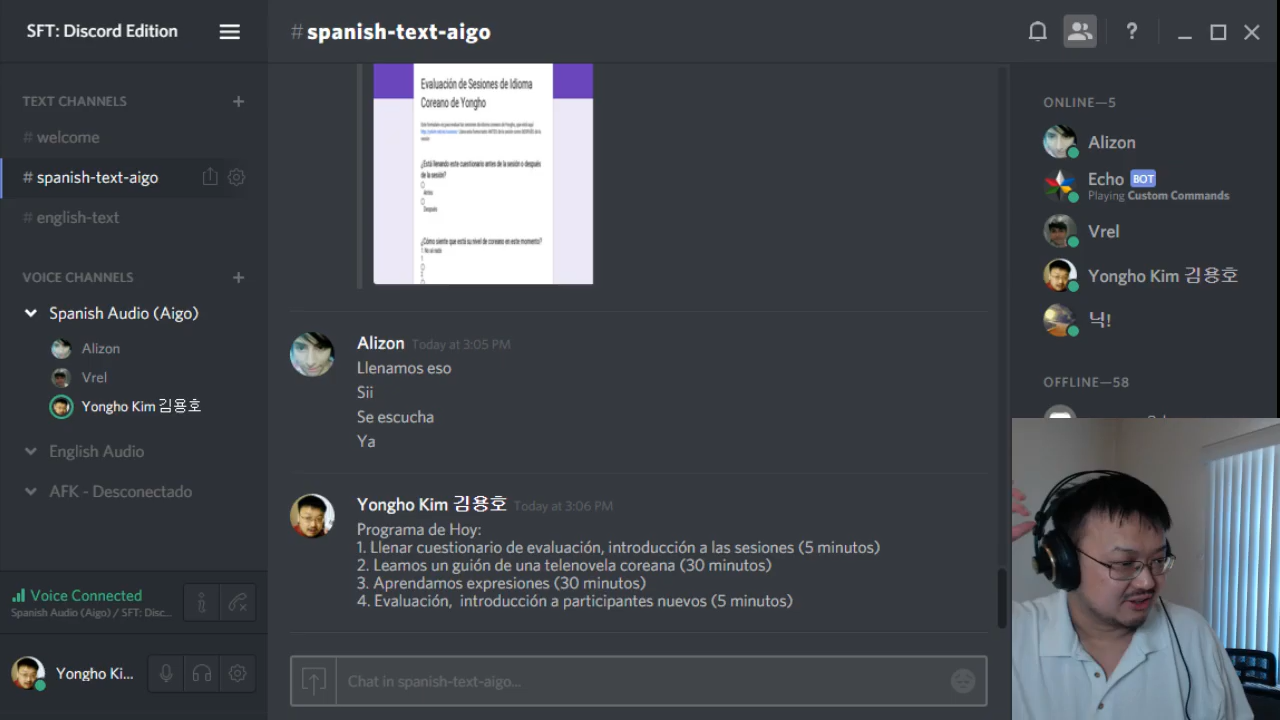 SFT: Discord Edition
#spanish-text-aigo
TEXT CHANNELS
# welcome
# spanish-text-aigo
# english-text
VOICE CHANNELS
Spanish Audio (Aigo)
Alizon
Vrel
Yongho Kim 김용호
English Audio
AFK - Desconectado
Voice Connected
Spanish Audio (Aigo) / SFT: Disc...
Yongho Ki...
Evaluación de Sesiones de Idioma
Coreano de Yongho
¿Está llenando este cuestionario antes de la sesión o después
de la sesión?
Antes
Después
¿Cómo siente que está su nivel de coreano en este momento?
1. No sé nada
1
2
Alizon Today at 3:05 PM
Llenamos eso
Sii
Se escucha
Ya
Yongho Kim 김용호 Today at 3:06 PM
Programa de Hoy:
1. Llenar cuestionario de evaluación, introducción a las sesiones (5 minutos)
2. Leamos un guión de una telenovela coreana (30 minutos)
3. Aprendamos expresiones (30 minutos)
4. Evaluación,  introducción a participantes nuevos (5 minutos)
Chat in spanish-text-aigo...
ONLINE—5
Alizon
Echo BOT
Playing Custom Commands
Vrel
Yongho Kim 김용호
닉!
OFFLINE—58